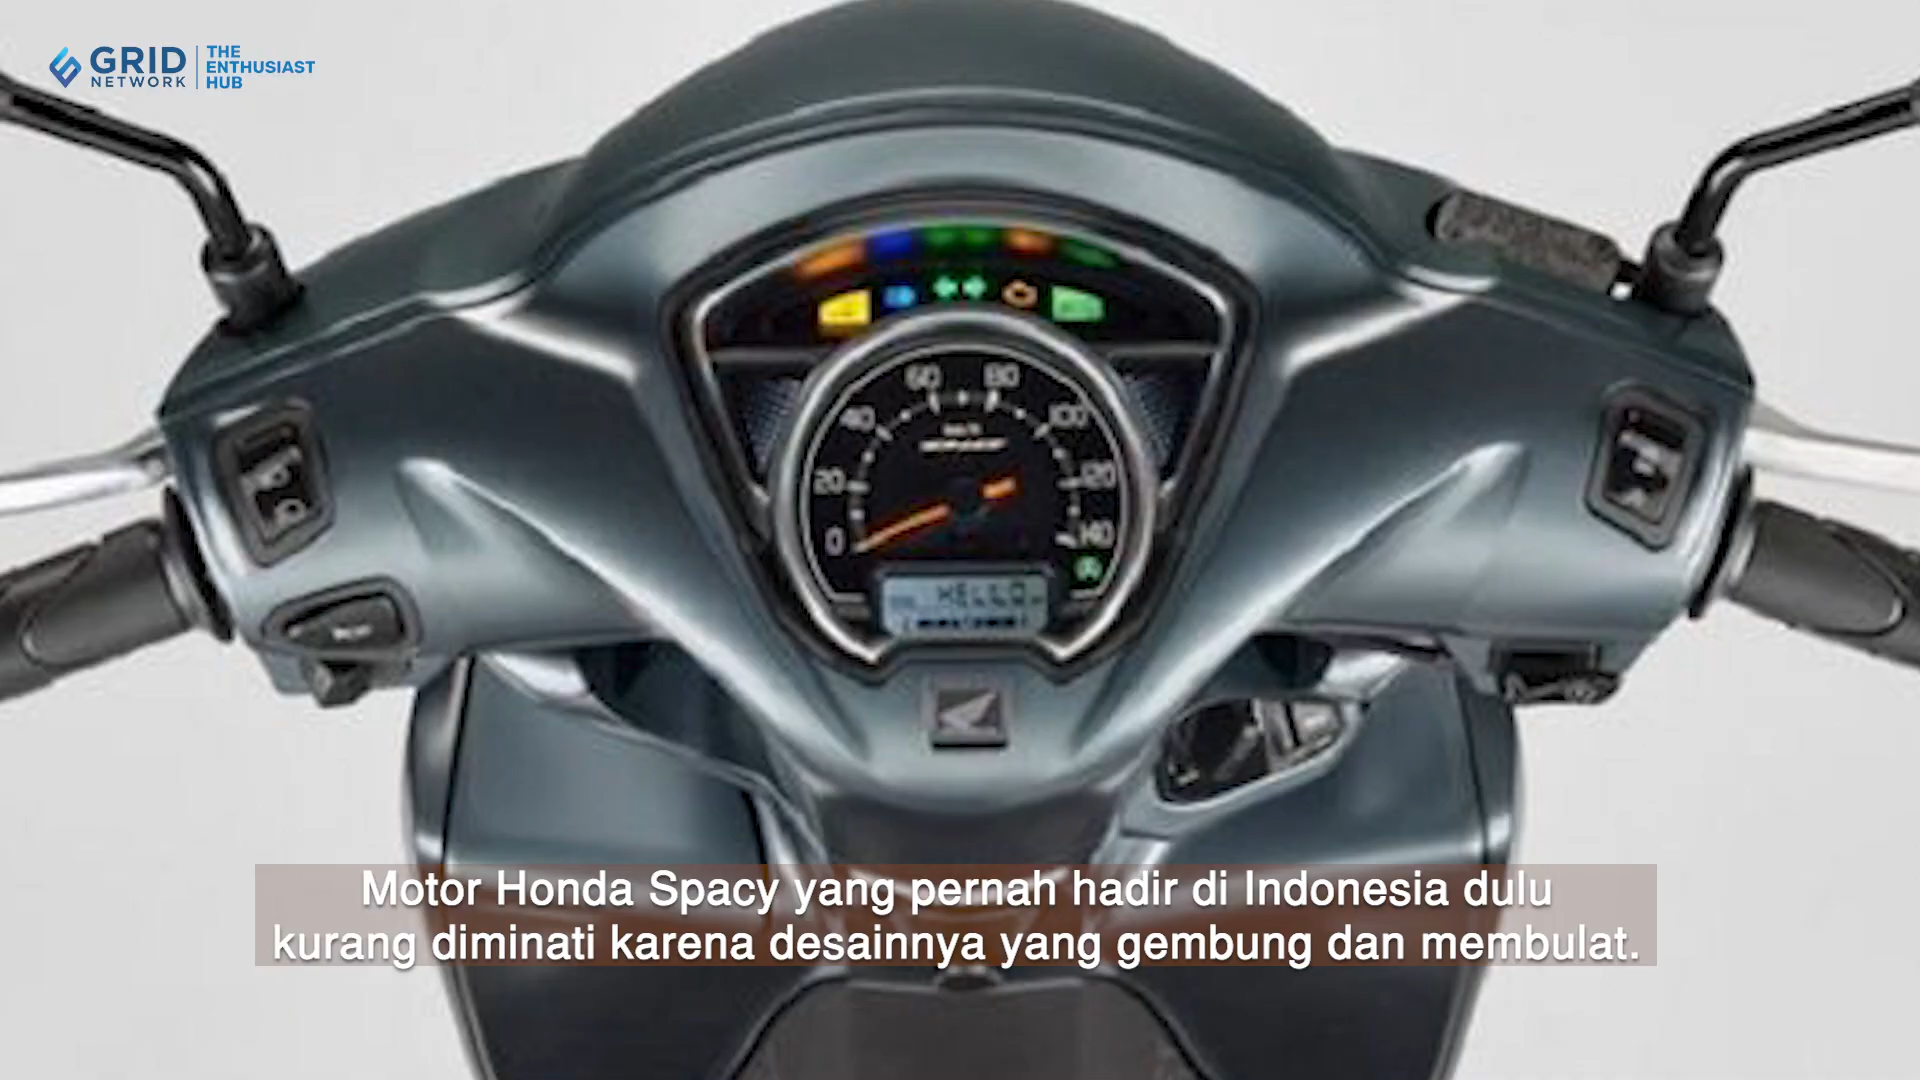 GRID
NETWORK
THE
ENTHUSIAST
HUB
60 80
40 100
20 120
0 140
HELLO
Motor Honda Spacy yang pernah hadir di Indonesia dulu
kurang diminati karena desainnya yang gembung dan membulat.